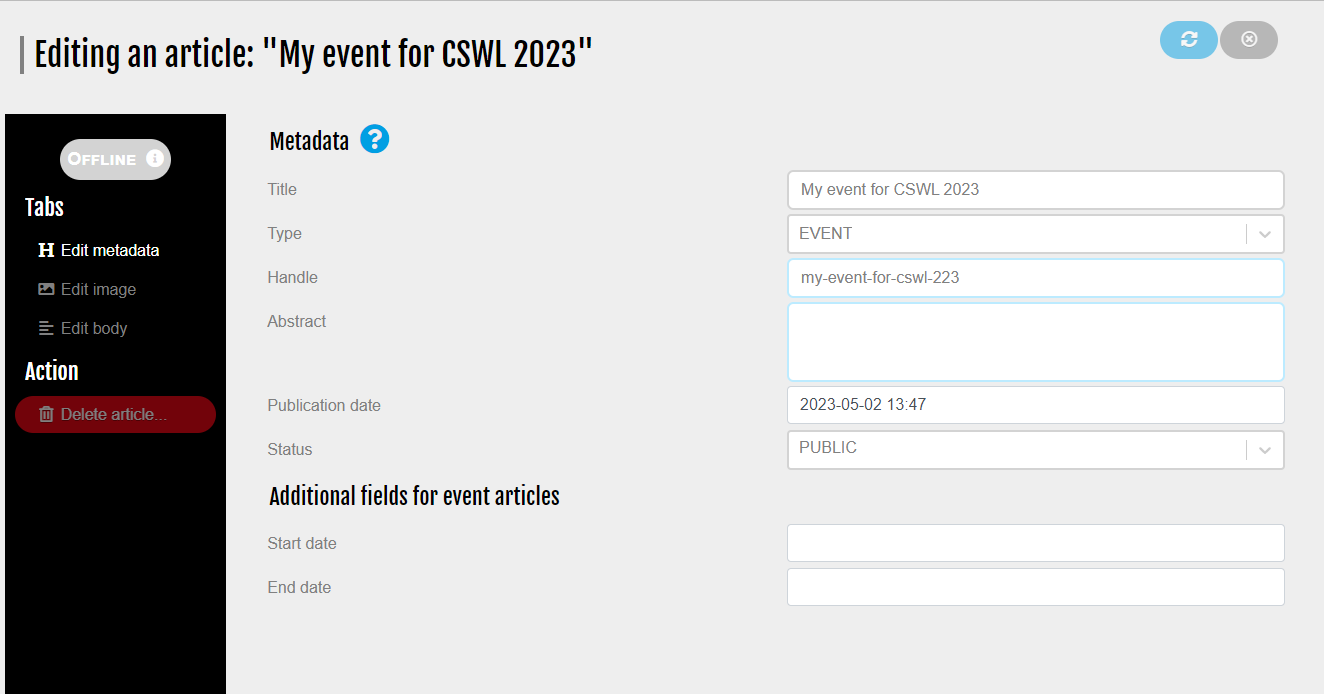 Editing an article: "My event for CSWL 2023"
OFFLINE
Tabs
Edit metadata
Edit image
Edit body
Action
Delete article...
Metadata
Title My event for CSWL 2023
Type EVENT
Handle my-event-for-cswl-223
Abstract
Publication date 2023-05-02 13:47
Status PUBLIC
Additional fields for event articles
Start date
End date